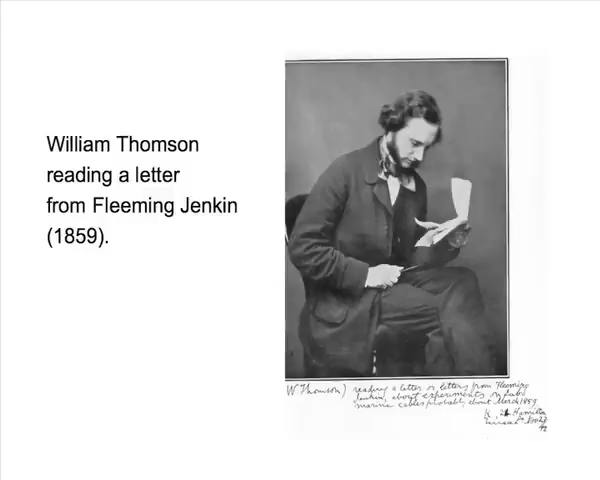 William Thomson
reading a letter
from Fleeming Jenkin
(1859).
W Thomson) reading a letter or letters from Fleeming
Jenkin, about experiments on Sub
marine cables probably about March 1859
K, Hamilton